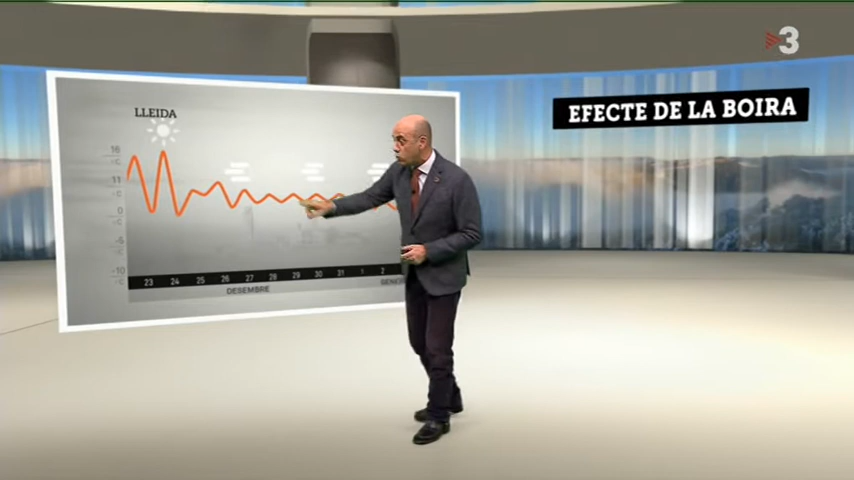 3
EFECTE DE LA BOIRA
LLEIDA
16
°C
11
°C
0
°C
-5
°C
-10
°C
23 24 25 26 27 28 29 30 31 1 2
DESEMBRE
GENER